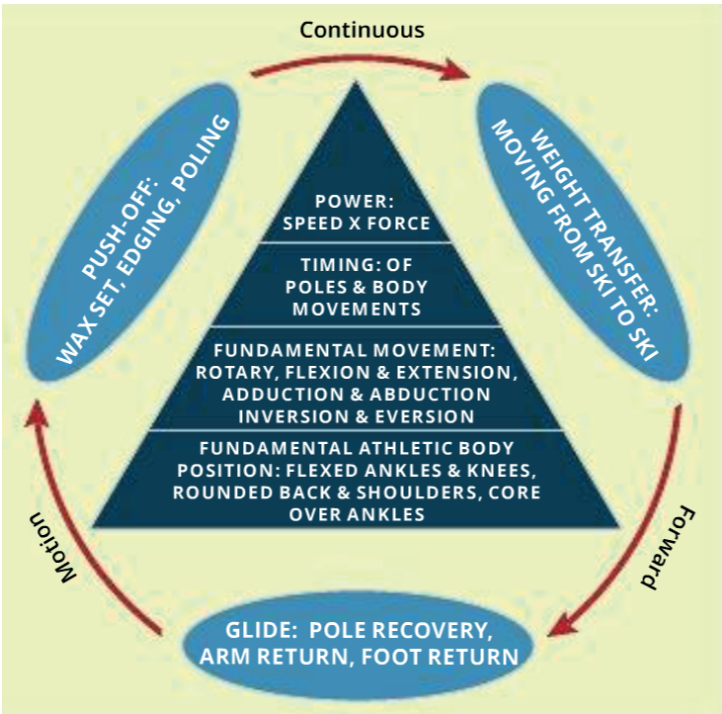 Continuous
PUSH-OFF:
WAX SET, EDGING, POLING
WEIGHT TRANSFER:
MOVING FROM SKI TO SKI
POWER:
SPEED X FORCE
TIMING: OF
POLES & BODY
MOVEMENTS
FUNDAMENTAL MOVEMENT:
ROTARY, FLEXION & EXTENSION,
ADDUCTION & ABDUCTION
INVERSION & EVERSION
FUNDAMENTAL ATHLETIC BODY
POSITION: FLEXED ANKLES & KNEES,
ROUNDED BACK & SHOULDERS, CORE
OVER ANKLES
Forward
Motion
GLIDE: POLE RECOVERY,
ARM RETURN, FOOT RETURN